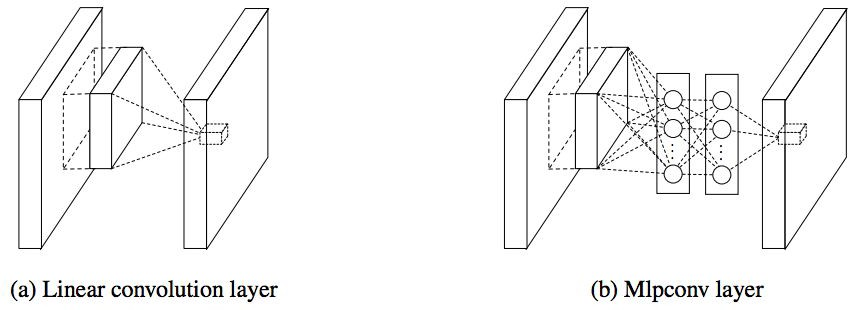 (a) Linear convolution layer
(b) Mlpconv layer